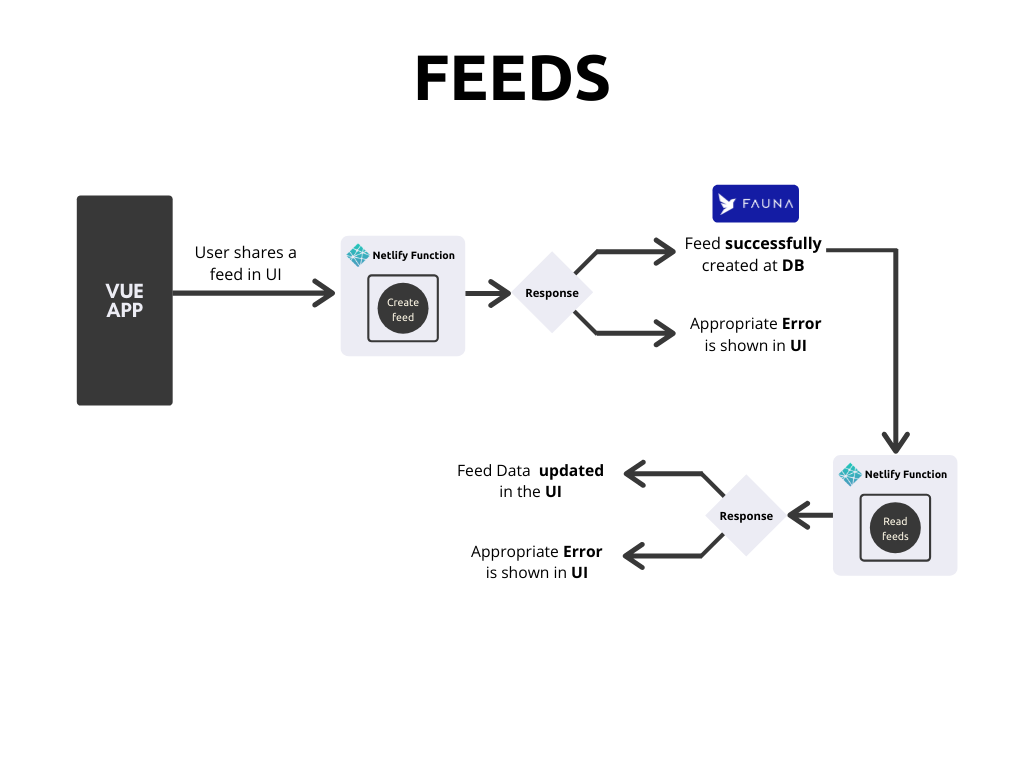 FEEDS
VUE
APP
User shares a
feed in UI
Netlify Function
Create
feed
Response
FAUNA
Feed successfully
created at DB
Appropriate Error
is shown in UI
Netlify Function
Read
feeds
Response
Feed Data updated
in the UI
Appropriate Error
is shown in UI